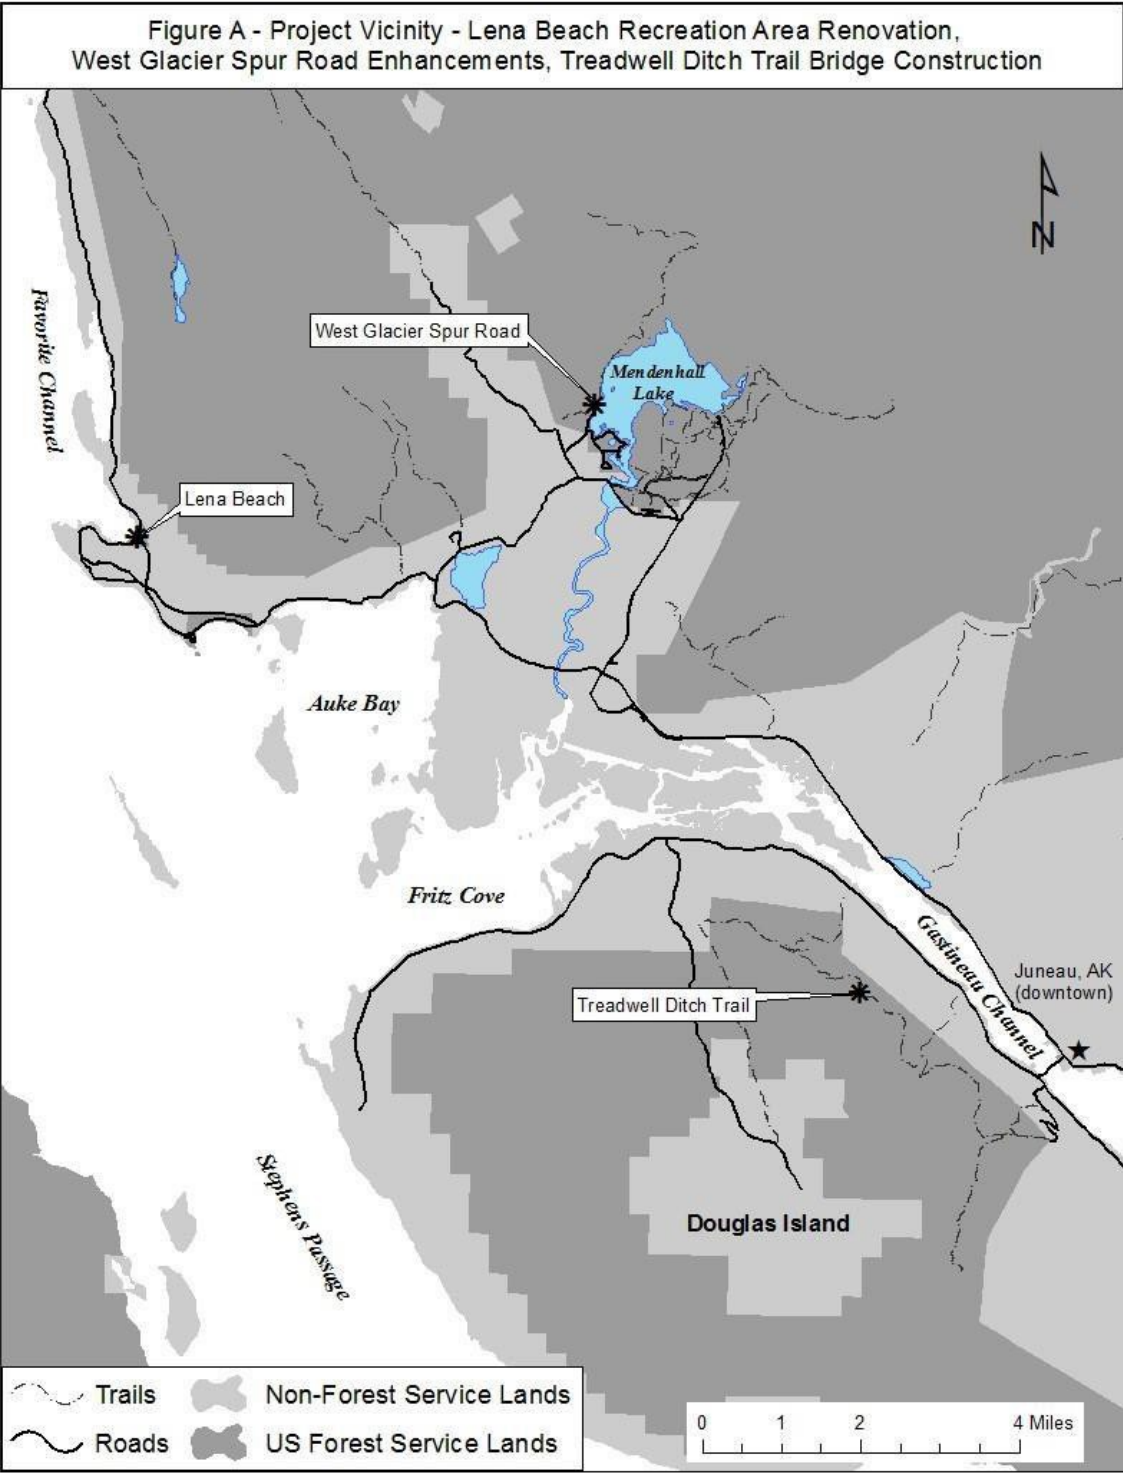 Figure A - Project Vicinity - Lena Beach Recreation Area Renovation,
West Glacier Spur Road Enhancements, Treadwell Ditch Trail Bridge Construction
N
Favorite Channel
West Glacier Spur Road
Mendenhall
Lake
Lena Beach
Auke Bay
Fritz Cove
Gastineau Channel
Juneau, AK
(downtown)
Treadwell Ditch Trail
Stephens Passage
Douglas Island
Trails
Non-Forest Service Lands
Roads
US Forest Service Lands
0 1 2 4 Miles